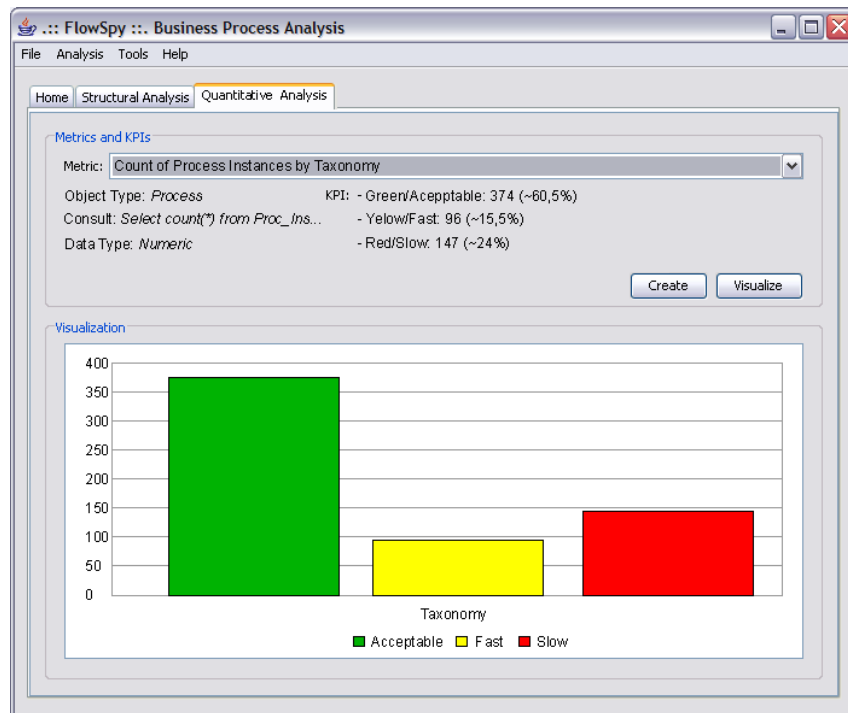 .:: FlowSpy ::. Business Process Analysis
File Analysis Tools Help
Home Structural Analysis Quantitative Analysis
Metrics and KPIs
Metric: Count of Process Instances by Taxonomy
Object Type: Process KPI: - Green/Acepptable: 374 (~60,5%)
Consult: Select count(*) from Proc_Ins... - Yelow/Fast: 96 (~15,5%)
Data Type: Numeric - Red/Slow: 147 (~24%)
Create Visualize
Visualization
400
350
300
250
200
150
100
50
0
Taxonomy
Acceptable Fast Slow